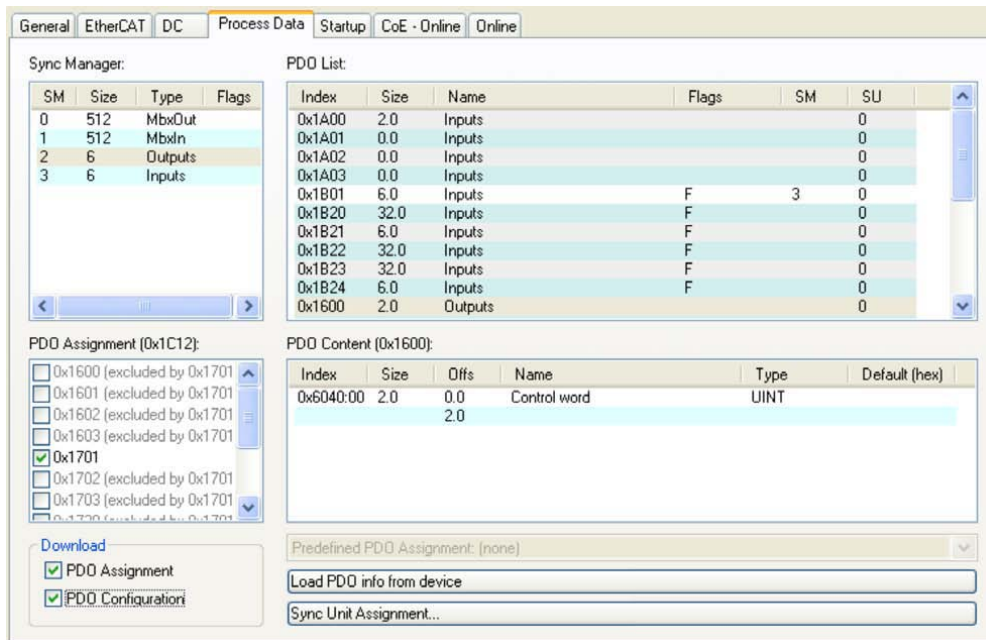 General EtherCAT DC Process Data Startup CoE - Online Online
Sync Manager:
SM Size Type Flags
0 512 MbxOut
1 512 MbxIn
2 6 Outputs
3 6 Inputs
PDO List:
Index Size Name Flags SM SU
0x1A00 2.0 Inputs 0
0x1A01 0.0 Inputs 0
0x1A02 0.0 Inputs 0
0x1A03 0.0 Inputs 0
0x1B01 6.0 Inputs F 3 0
0x1B20 32.0 Inputs F 0
0x1B21 6.0 Inputs F 0
0x1B22 32.0 Inputs F 0
0x1B23 32.0 Inputs F 0
0x1B24 6.0 Inputs F 0
0x1600 2.0 Outputs 0
PDO Assignment (0x1C12):
0x1600 (excluded by 0x1701
0x1601 (excluded by 0x1701
0x1602 (excluded by 0x1701
0x1603 (excluded by 0x1701
0x1701
0x1702 (excluded by 0x1701
0x1703 (excluded by 0x1701
PDO Content (0x1600):
Index Size Offs Name Type Default (hex)
0x6040:00 2.0 0.0 Control word UINT
2.0
Download
PDO Assignment
PDO Configuration
Predefined PDO Assignment: (none)
Load PDO info from device
Sync Unit Assignment...